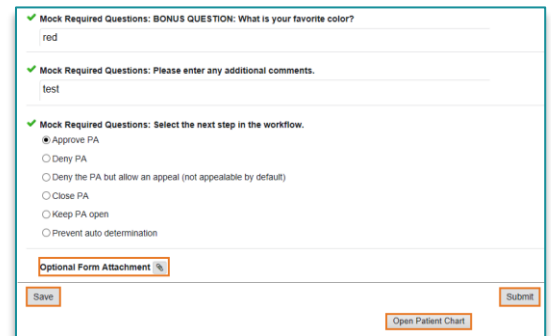 Mock Required Questions: BONUS QUESTION: What is your favorite color?
red
Mock Required Questions: Please enter any additional comments.
test
Mock Required Questions: Select the next step in the workflow.
Approve PA
Deny PA
Deny the PA but allow an appeal (not appealable by default)
Close PA
Keep PA open
Prevent auto determination
Optional Form Attachment
Save
Submit
Open Patient Chart